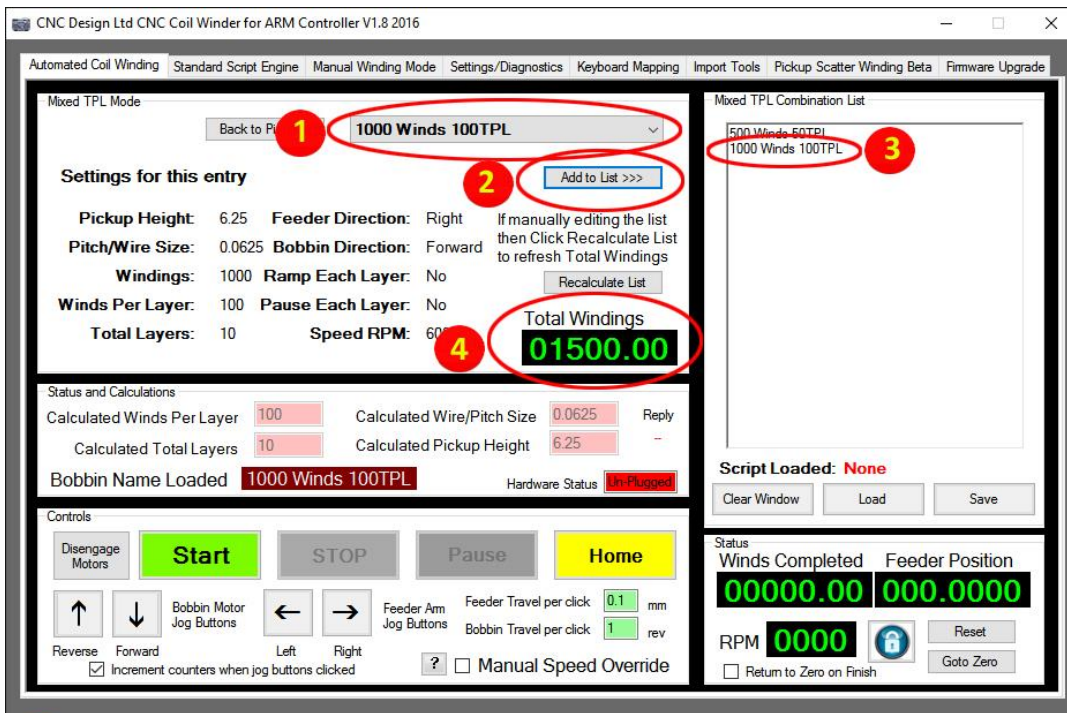 CNC Design Ltd CNC Coil Winder for ARM Controller V1.8 2016
Automated Coil Winding Standard Script Engine Manual Winding Mode Settings/Diagnostics Keyboard Mapping Import Tools Pickup Scatter Winding Beta Firmware Upgrade
Mixed TPL Mode
Back to
1
1000 Winds 100TPL
Settings for this entry
2
Add to List >>>
Pickup Height: 6.25 Feeder Direction: Right
Pitch/Wire Size: 0.0625 Bobbin Direction: Forward
Windings: 1000 Ramp Each Layer: No
Winds Per Layer: 100 Pause Each Layer: No
Total Layers: 10 Speed RPM:
If manually editing the list
then Click Recalculate List
to refresh Total Windings
Recalculate List
Total Windings
4
01500.00
Mixed TPL Combination List
500 Winds 50TPL
1000 Winds 100TPL
3
Script Loaded: None
Clear Window Load Save
Status and Calculations
Calculated Winds Per Layer 100 Calculated Wire/Pitch Size 0.0625 Reply
Calculated Total Layers 10 Calculated Pickup Height 6.25 --
Bobbin Name Loaded 1000 Winds 100TPL Hardware Status Un-Plugged
Controls
Disengage
Motors
Start STOP Pause Home
↑ ↓ Bobbin Motor
Jog Buttons
← → Feeder Arm
Jog Buttons
Feeder Travel per click 0.1 mm
Bobbin Travel per click 1 rev
Reverse Forward Left Right
Increment counters when jog buttons clicked
? Manual Speed Override
Status
Winds Completed Feeder Position
00000.00 000.0000
RPM 0000
Reset
Goto Zero
Return to Zero on Finish